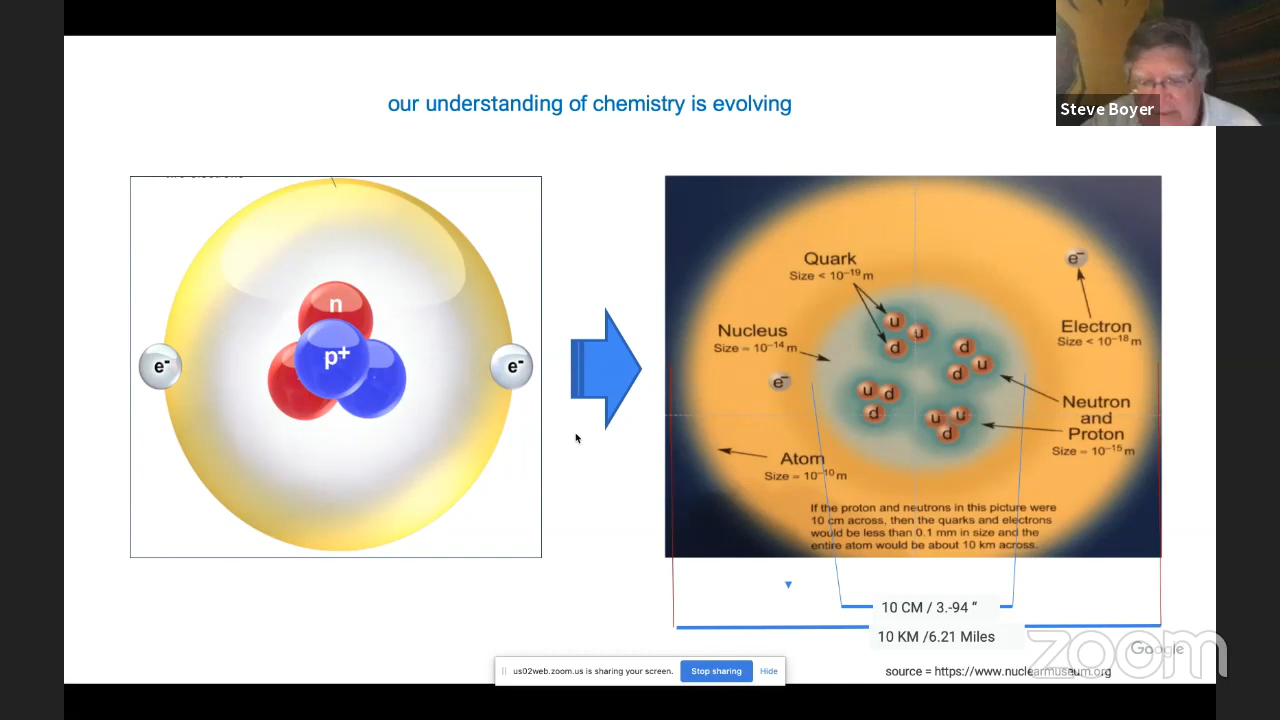 our understanding of chemistry is evolving
Steve Boyer
n
p+
e-
e-
Quark
Size < 10⁻¹⁹ m
Nucleus
Size ≈ 10⁻¹⁴ m
u
u
d
d
u
d
u
d
d
u
u
d
e-
e-
Electron
Size < 10⁻¹⁸ m
Neutron
and
Proton
Size ≈ 10⁻¹⁵ m
Atom
Size ≈ 10⁻¹⁰ m
If the proton and neutrons in this picture were
10 cm across, then the quarks and electrons
would be less than 0.1 mm in size and the
entire atom would be about 10 km across.
10 CM / 3.-94 “
10 KM /6.21 Miles
Google
zoom
us02web.zoom.us is sharing your screen. Stop sharing Hide
source = https://www.nuclearmuseum.org